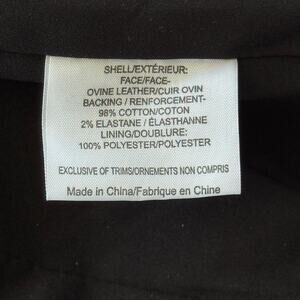 SHELL/EXTÉRIEUR:
FACE/FACE-
OVINE LEATHER/CUIR OVIN
BACKING / RENFORCEMENT-
98% COTTON/COTON
2% ELASTANE / ÉLASTHANNE
LINING/DOUBLURE:
100% POLYESTER/POLYESTER
EXCLUSIVE OF TRIMS/ORNEMENTS NON COMPRIS
Made in China/Fabrique en Chine